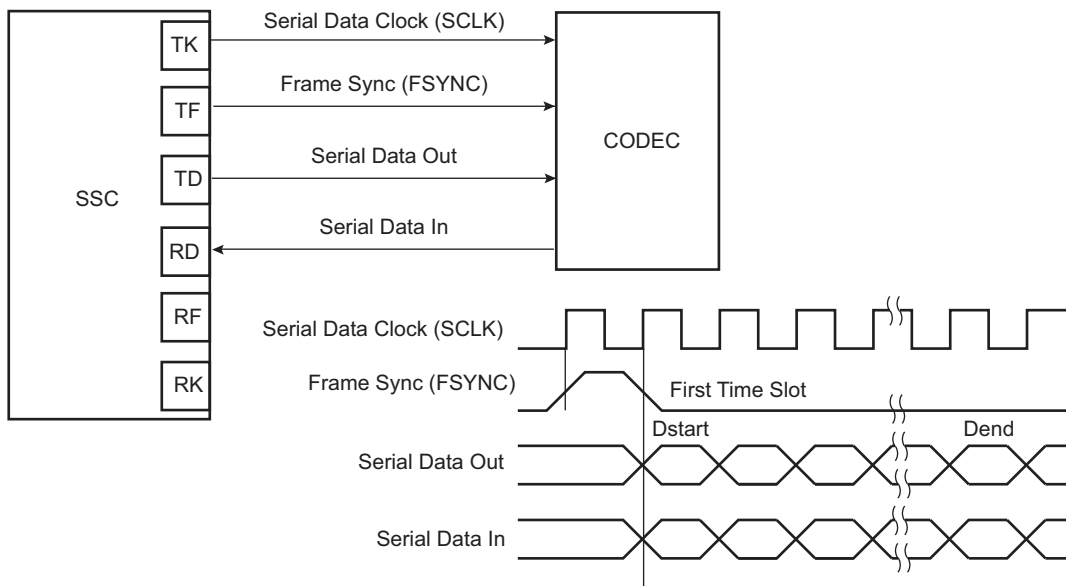 Serial Data Clock (SCLK)
TK
Frame Sync (FSYNC)
TF
CODEC
Serial Data Out
TD
SSC
Serial Data In
RD
RF
Serial Data Clock (SCLK)
RK
Frame Sync (FSYNC)
First Time Slot
Dstart
Dend
Serial Data Out
Serial Data In